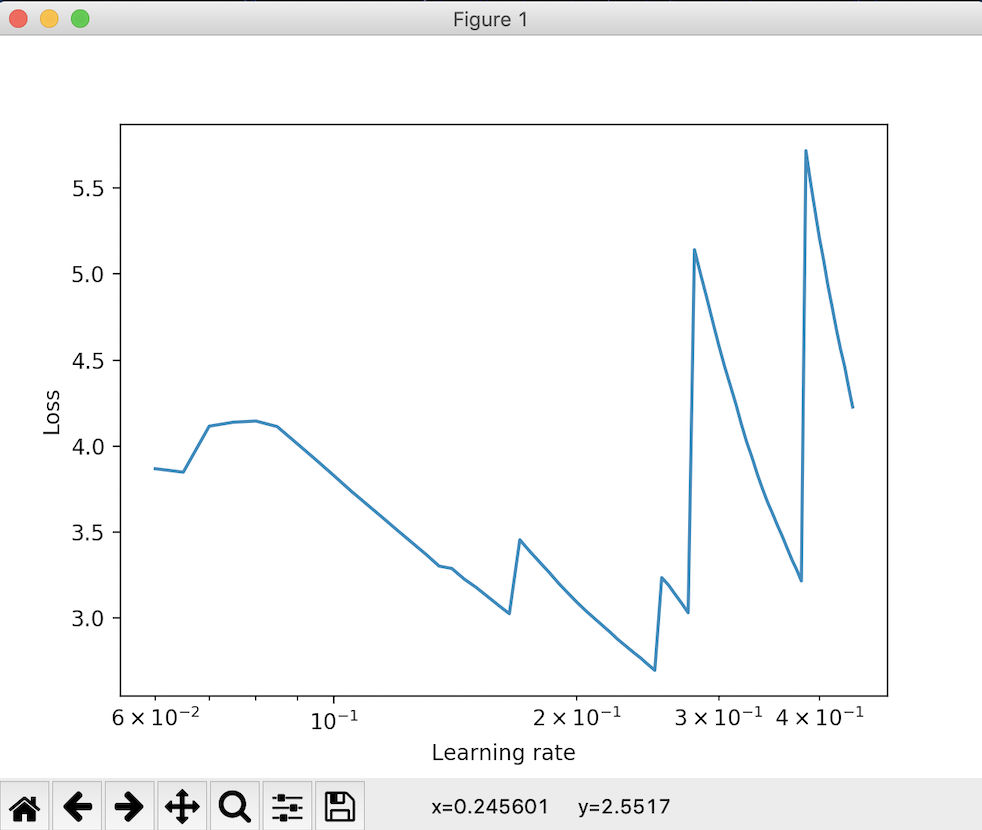 Figure 1
5.5
5.0
4.5
4.0
3.5
3.0
Loss
6 × 10⁻² 10⁻¹ 2 × 10⁻¹ 3 × 10⁻¹ 4 × 10⁻¹
Learning rate
x=0.245601 y=2.5517